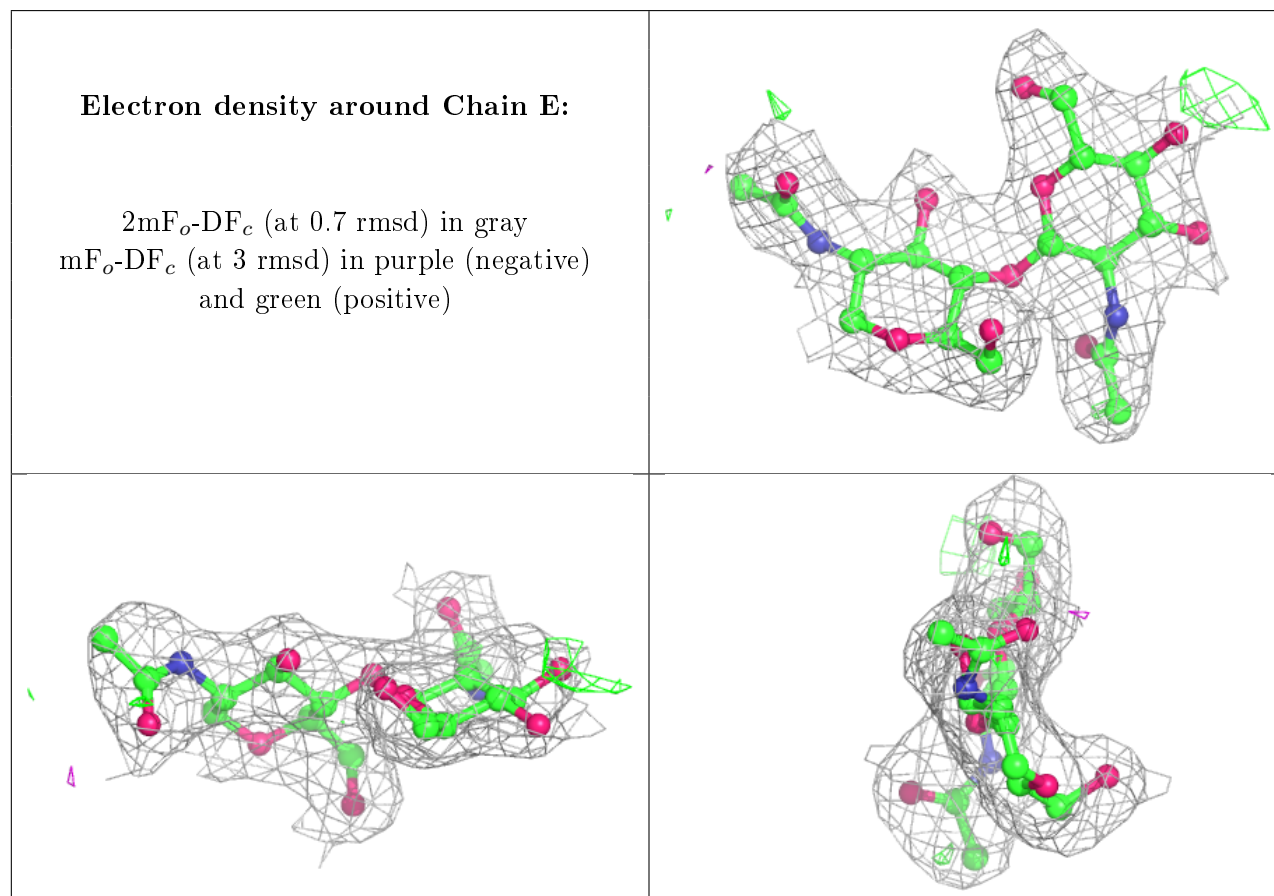 Electron density around Chain E:
2mFₒ-DF𝒸 (at 0.7 rmsd) in gray
mFₒ-DF𝒸 (at 3 rmsd) in purple (negative)
and green (positive)